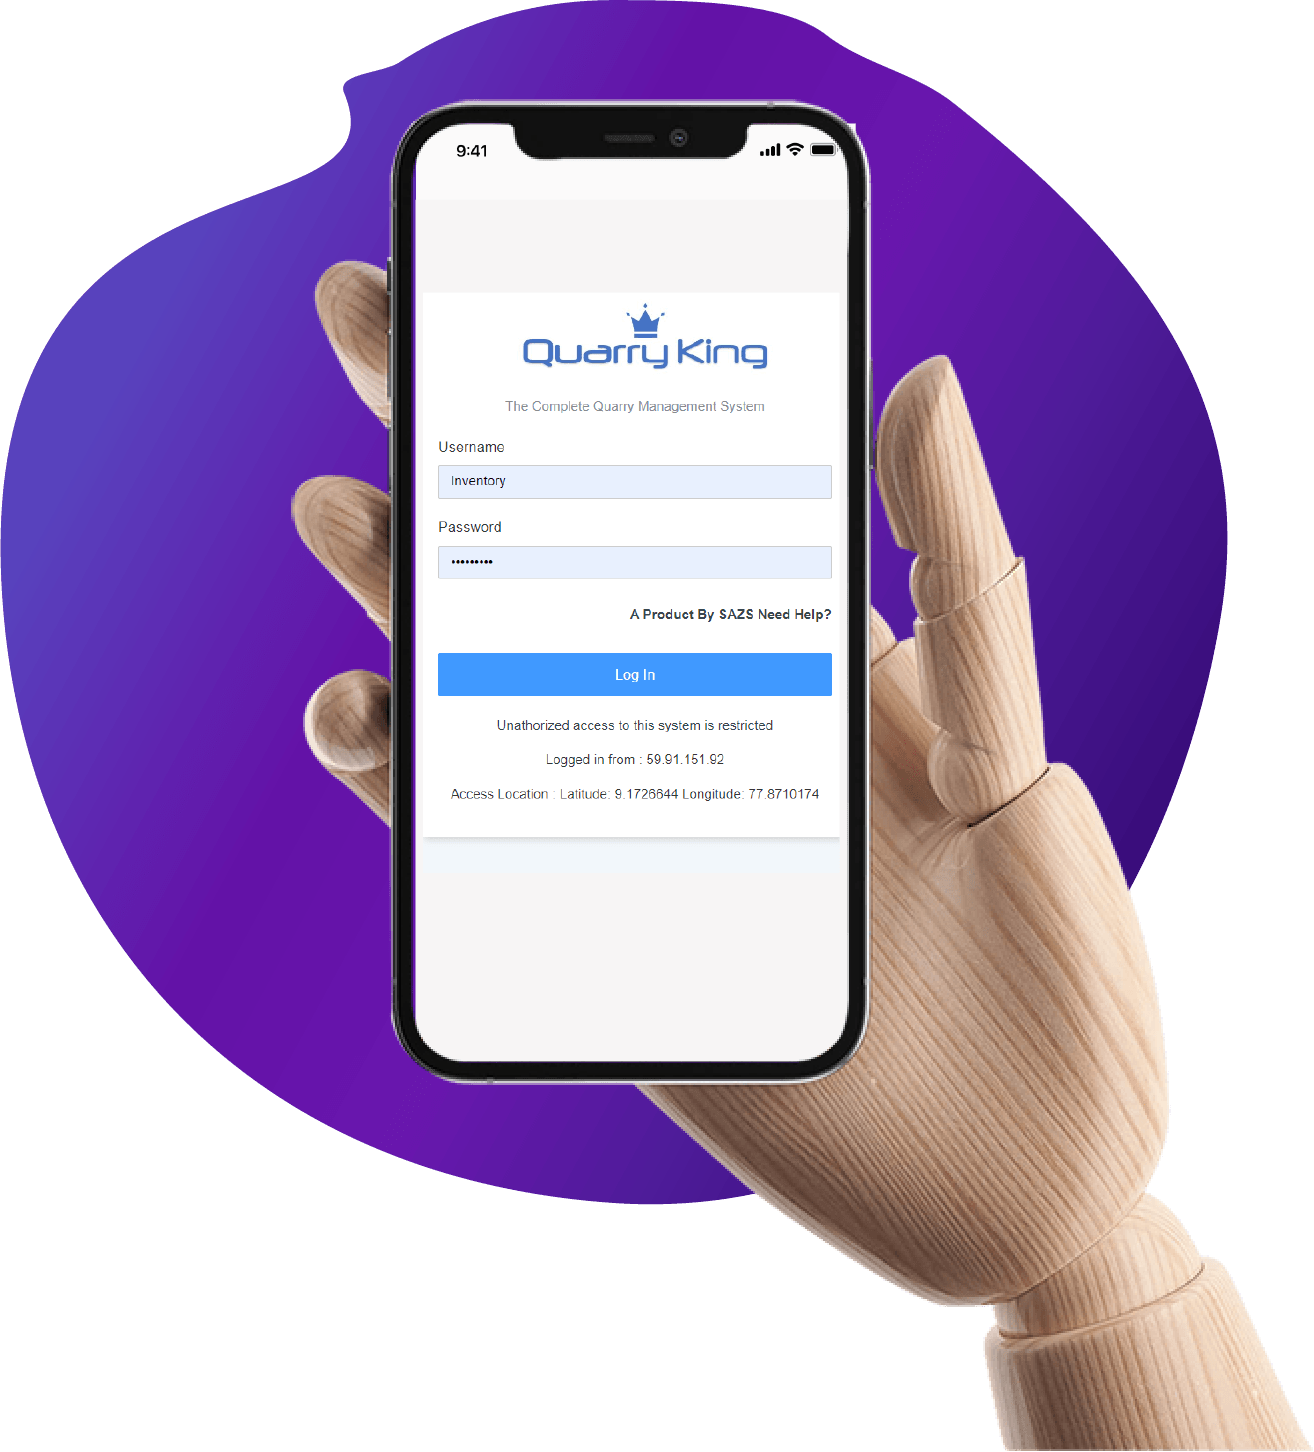 9:41
Quarry King
The Complete Quarry Management System
Username
Inventory
Password
•••••••••
A Product By SAZS Need Help?
Log In
Unathorized access to this system is restricted
Logged in from : 59.91.151.92
Access Location : Latitude: 9.1726644 Longitude: 77.8710174